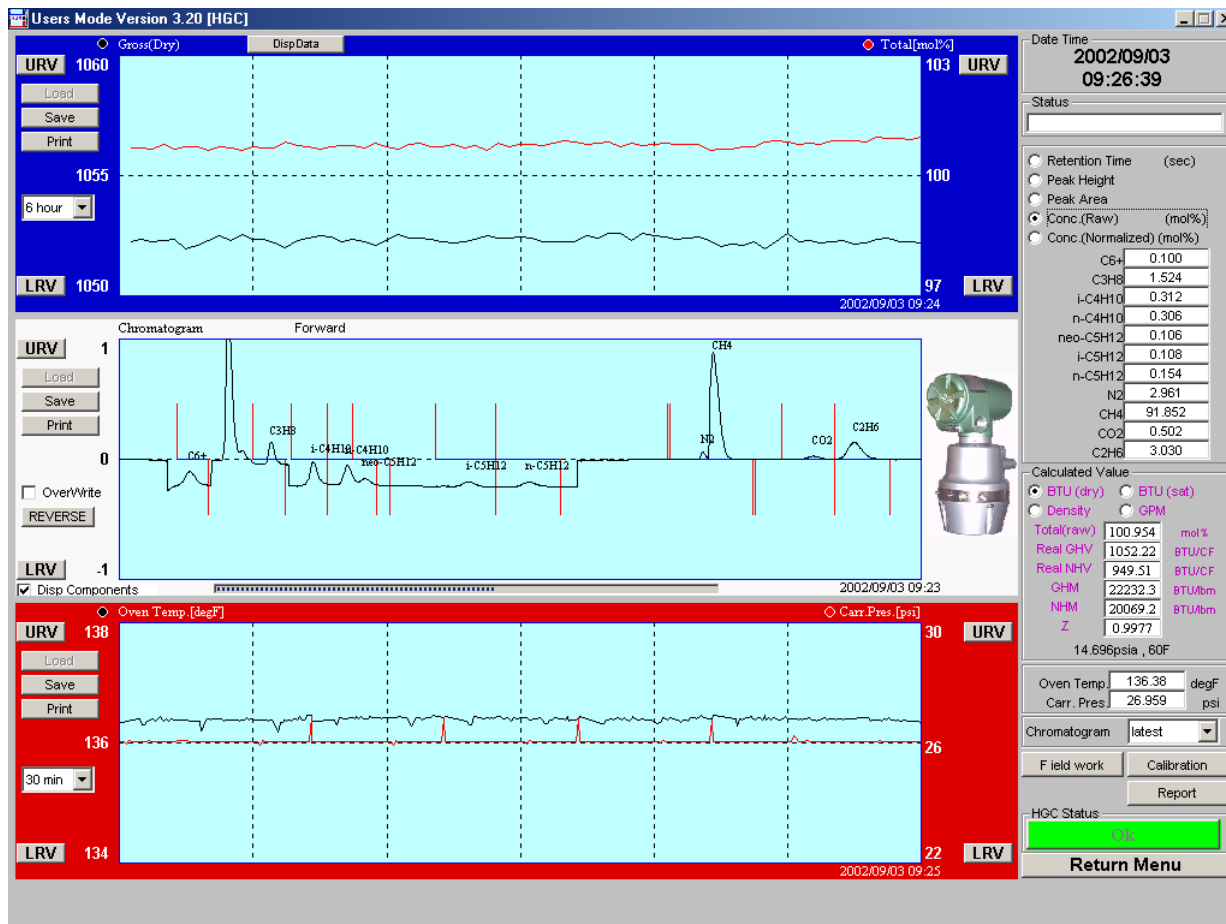 Users Mode Version 3.20 [HGC]
Gross(Dry) DispData Total[mol%]
URV 1060 103 URV
Load
Save
Print
1055 100
6 hour
LRV 1050 97 LRV
2002/09/03 09:24
Chromatogram Forward
URV 1
Load
Save
Print
0
C6+ C3H8 i-C4H10 n-C4H10 neo-C5H12 i-C5H12 n-C5H12 N2 CH4 CO2 C2H6
OverWrite
REVERSE
LRV -1
Disp Components 2002/09/03 09:23
Oven Temp.[degF] Carr.Pres.[psi]
URV 138 30 URV
Load
Save
Print
136 26
30 min
LRV 134 22 LRV
2002/09/03 09:25
Date Time
2002/09/03
09:26:39
Status
Retention Time (sec)
Peak Height
Peak Area
Conc.(Raw) (mol%)
Conc.(Normalized) (mol%)
C6+ 0.100
C3H8 1.524
i-C4H10 0.312
n-C4H10 0.306
neo-C5H12 0.106
i-C5H12 0.108
n-C5H12 0.154
N2 2.961
CH4 91.852
CO2 0.502
C2H6 3.030
Calculated Value
BTU (dry) BTU (sat)
Density GPM
Total(raw) 100.954 mol%
Real GHV 1052.22 BTU/CF
Real NHV 949.51 BTU/CF
GHM 22232.3 BTU/lbm
NHM 20069.2 BTU/lbm
Z 0.9977
14.696psia , 60F
Oven Temp. 136.38 degF
Carr. Pres. 26.959 psi
Chromatogram latest
Field work Calibration
Report
HGC Status
Ok
Return Menu